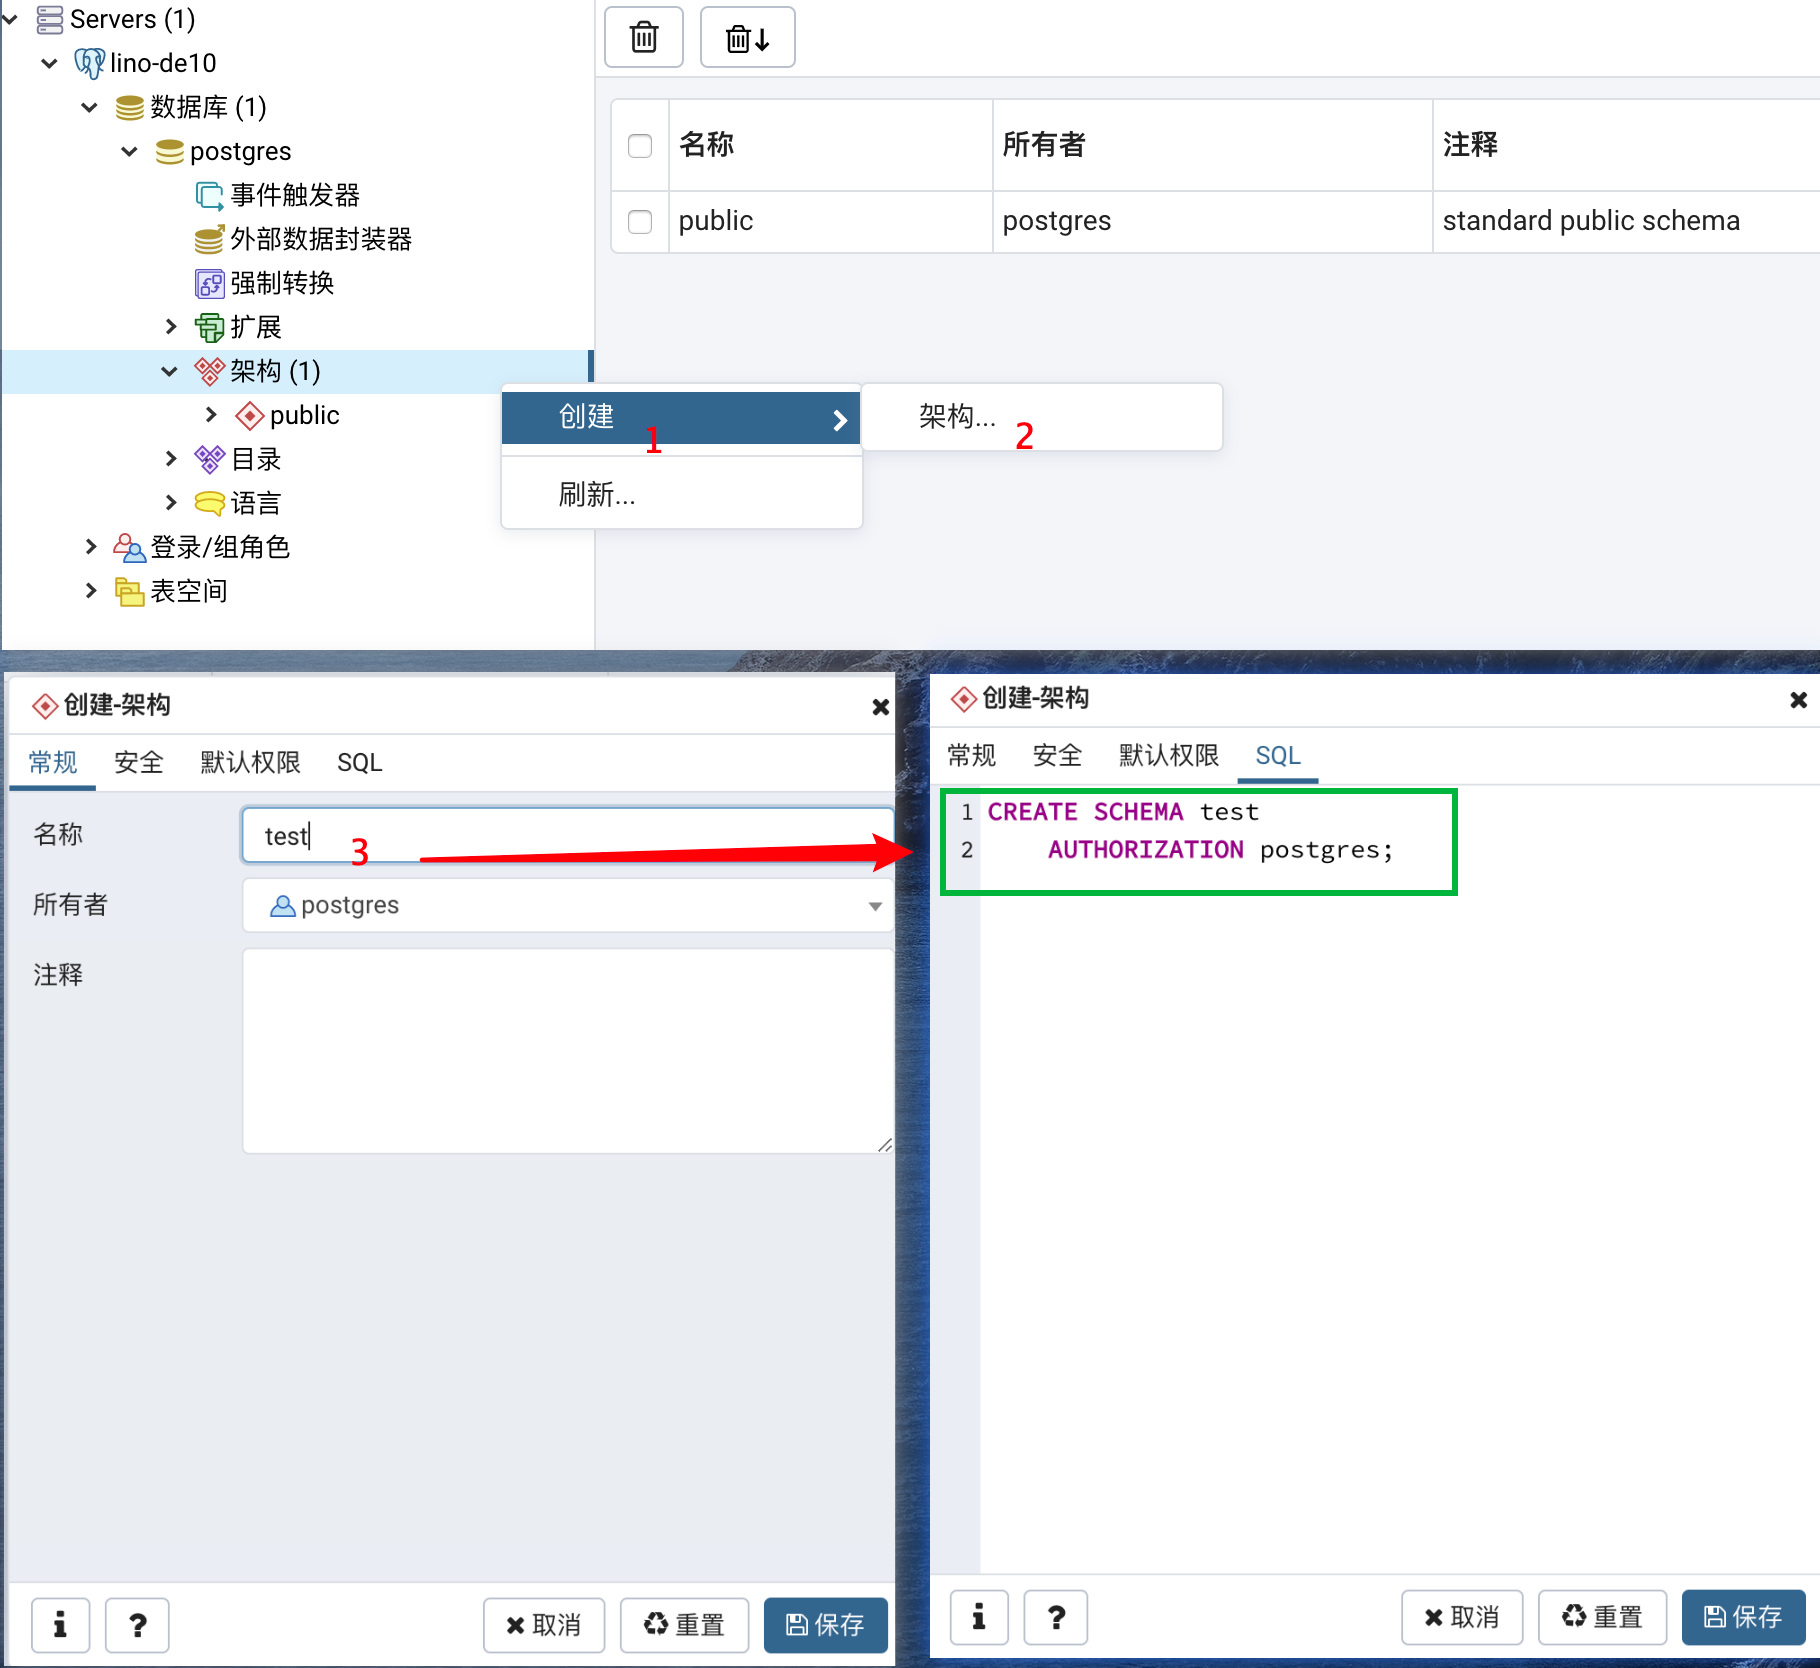 Servers (1)
lino-de10
数据库 (1)
postgres
事件触发器
外部数据封装器
强制转换
扩展
架构 (1)
public
目录
语言
登录/组角色
表空间
名称 所有者 注释
public postgres standard public schema
创建 1
架构... 2
刷新...
创建-架构
常规 安全 默认权限 SQL
名称 test 3
所有者 postgres
注释
i ? 取消 重置 保存
创建-架构
常规 安全 默认权限 SQL
1 CREATE SCHEMA test
2 AUTHORIZATION postgres;
i ? 取消 重置 保存